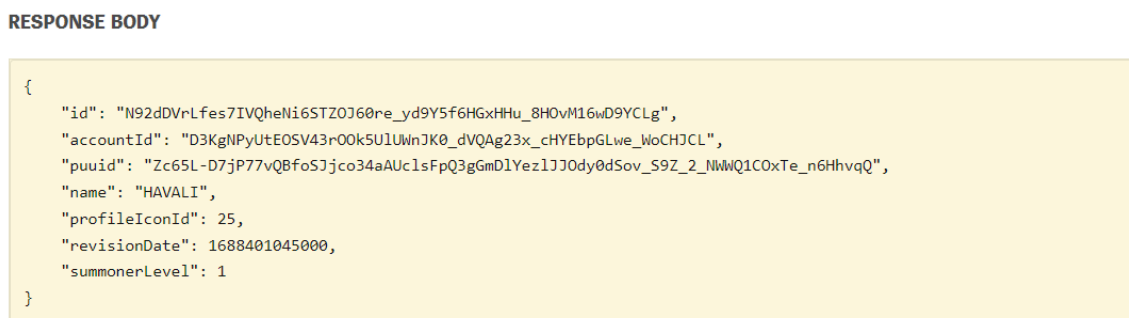 RESPONSE BODY
{
"id": "N92dDVrLfes7IVQheNi6STZOJ60re_yd9Y5f6HGxHHu_8HOvM16wD9YCLg",
"accountId": "D3KgNPyUtEOSV43rOOk5UlUWnJK0_dVQAg23x_cHYEbpGLwe_WoCHJCL",
"puuid": "Zc65L-D7jP77vQBfoSJjco34aAUclsFpQ3gGmDlYezlJJOdy0dSov_S9Z_2_NWWQ1COxTe_n6HhvqQ",
"name": "HAVALI",
"profileIconId": 25,
"revisionDate": 1688401045000,
"summonerLevel": 1
}